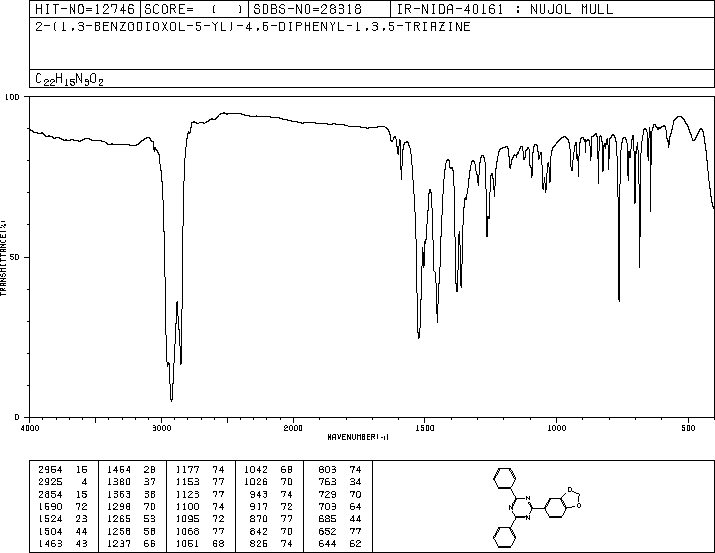 HIT-NO=12746 SCORE= ( ) SDBS-NO=28318 IR-NIDA-40161 : NUJOL MULL
2-(1,3-BENZODIOXOL-5-YL)-4,6-DIPHENYL-1,3,5-TRIAZINE
C22H15N3O2
100
50
0
TRANSMITTANCE(%)
4000 3000 2000 1500 1000 500
WAVENUMBER(-1)
2954 16 1464 28 1177 74 1042 68 803 74
2925 4 1380 37 1153 77 1026 70 763 34
2854 15 1363 38 1123 77 943 74 729 70
1590 72 1298 70 1100 74 917 72 703 64
1524 23 1265 53 1095 72 870 77 685 44
1504 44 1258 58 1068 77 842 70 652 77
1463 43 1237 66 1051 68 826 74 644 62
N N
N
O
O